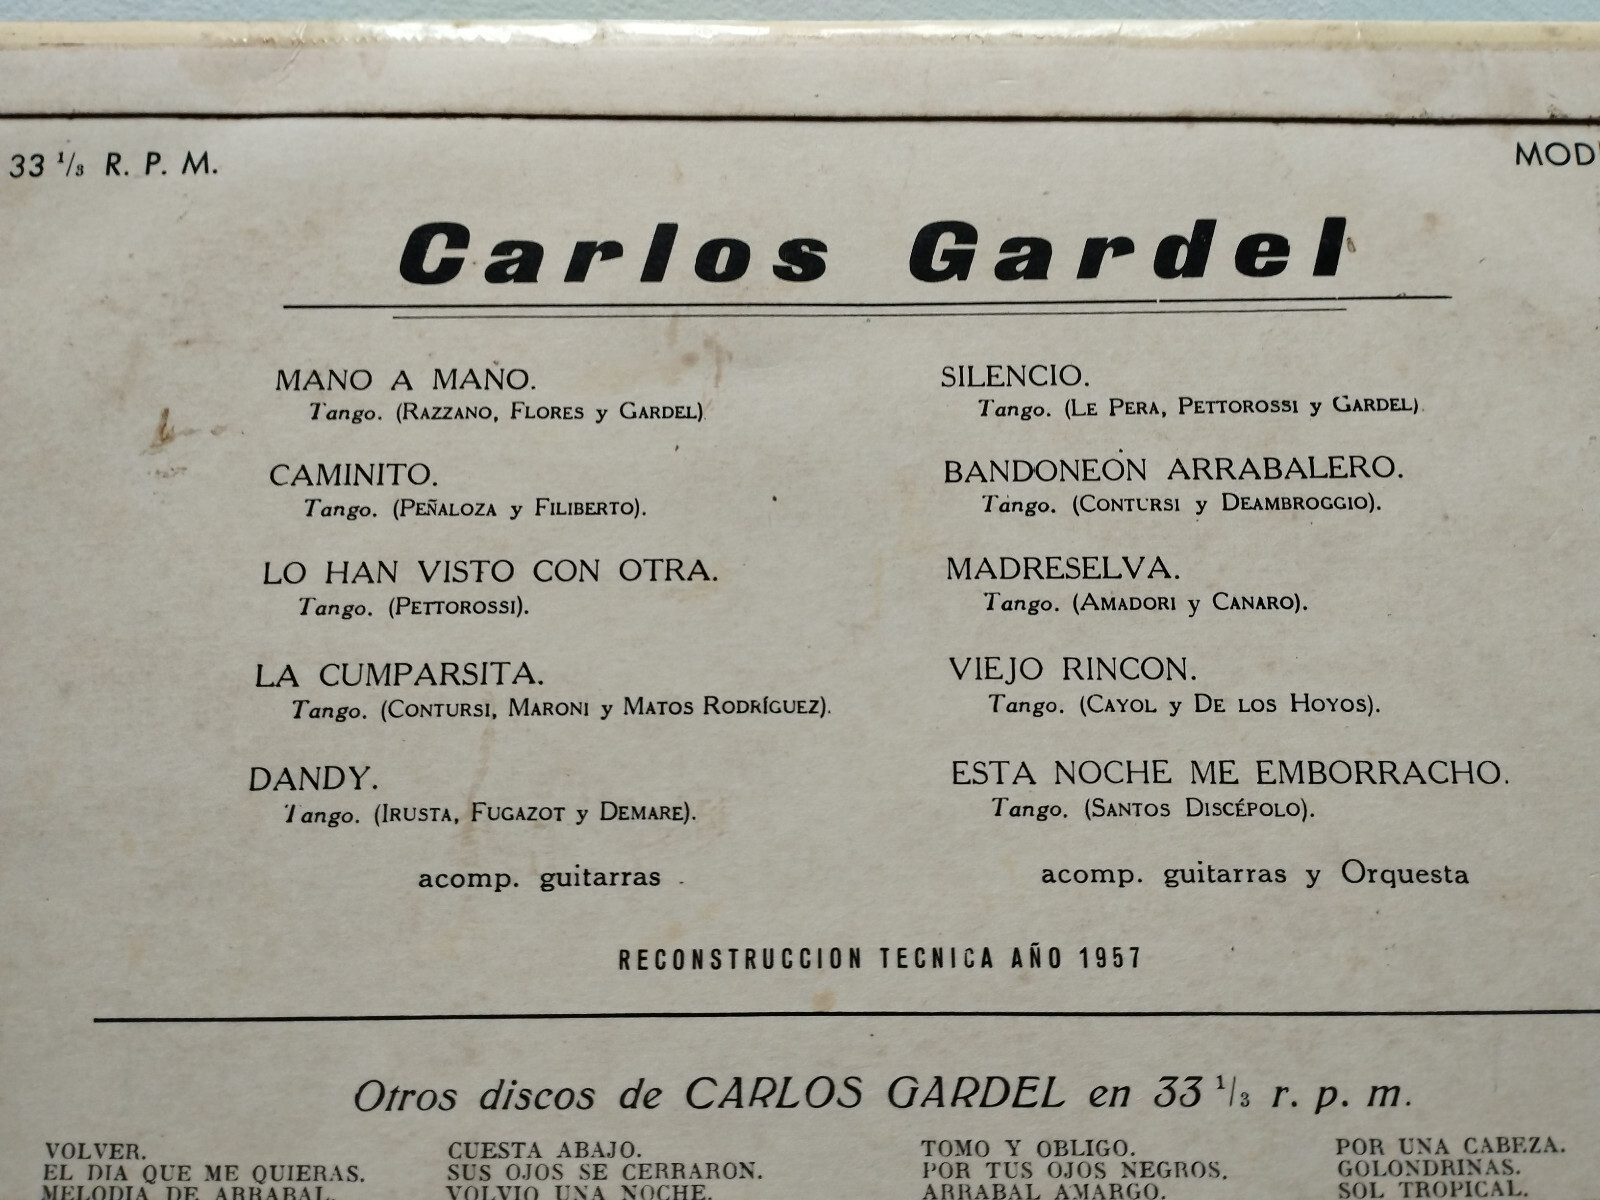 33 1/3 R. P. M.
MOD
Carlos Gardel
MANO A MANO.
Tango. (RAZZANO, FLORES y GARDEL)
CAMINITO.
Tango. (PEÑALOZA y FILIBERTO).
LO HAN VISTO CON OTRA.
Tango. (PETTOROSSI).
LA CUMPARSITA.
Tango. (CONTURSI, MARONI y MATOS RODRÍGUEZ).
DANDY.
Tango. (IRUSTA, FUGAZOT y DEMARE).
acomp. guitarras
SILENCIO.
Tango. (LE PERA, PETTOROSSI y GARDEL).
BANDONEON ARRABALERO.
Tango. (CONTURSI y DEAMBROGGIO).
MADRESELVA.
Tango. (AMADORI y CANARO).
VIEJO RINCON.
Tango. (CAYOL y DE LOS HOYOS).
ESTA NOCHE ME EMBORRACHO.
Tango. (SANTOS DISCÉPOLO).
acomp. guitarras y Orquesta
RECONSTRUCCION TECNICA AÑO 1957
Otros discos de CARLOS GARDEL en 33 1/3 r. p. m.
VOLVER.
EL DIA QUE ME QUIERAS.
MELODIA DE ARRABAL.
CUESTA ABAJO.
SUS OJOS SE CERRARON.
VOLVIO UNA NOCHE.
TOMO Y OBLIGO.
POR TUS OJOS NEGROS.
ARRABAL AMARGO.
POR UNA CABEZA.
GOLONDRINAS.
SOL TROPICAL.